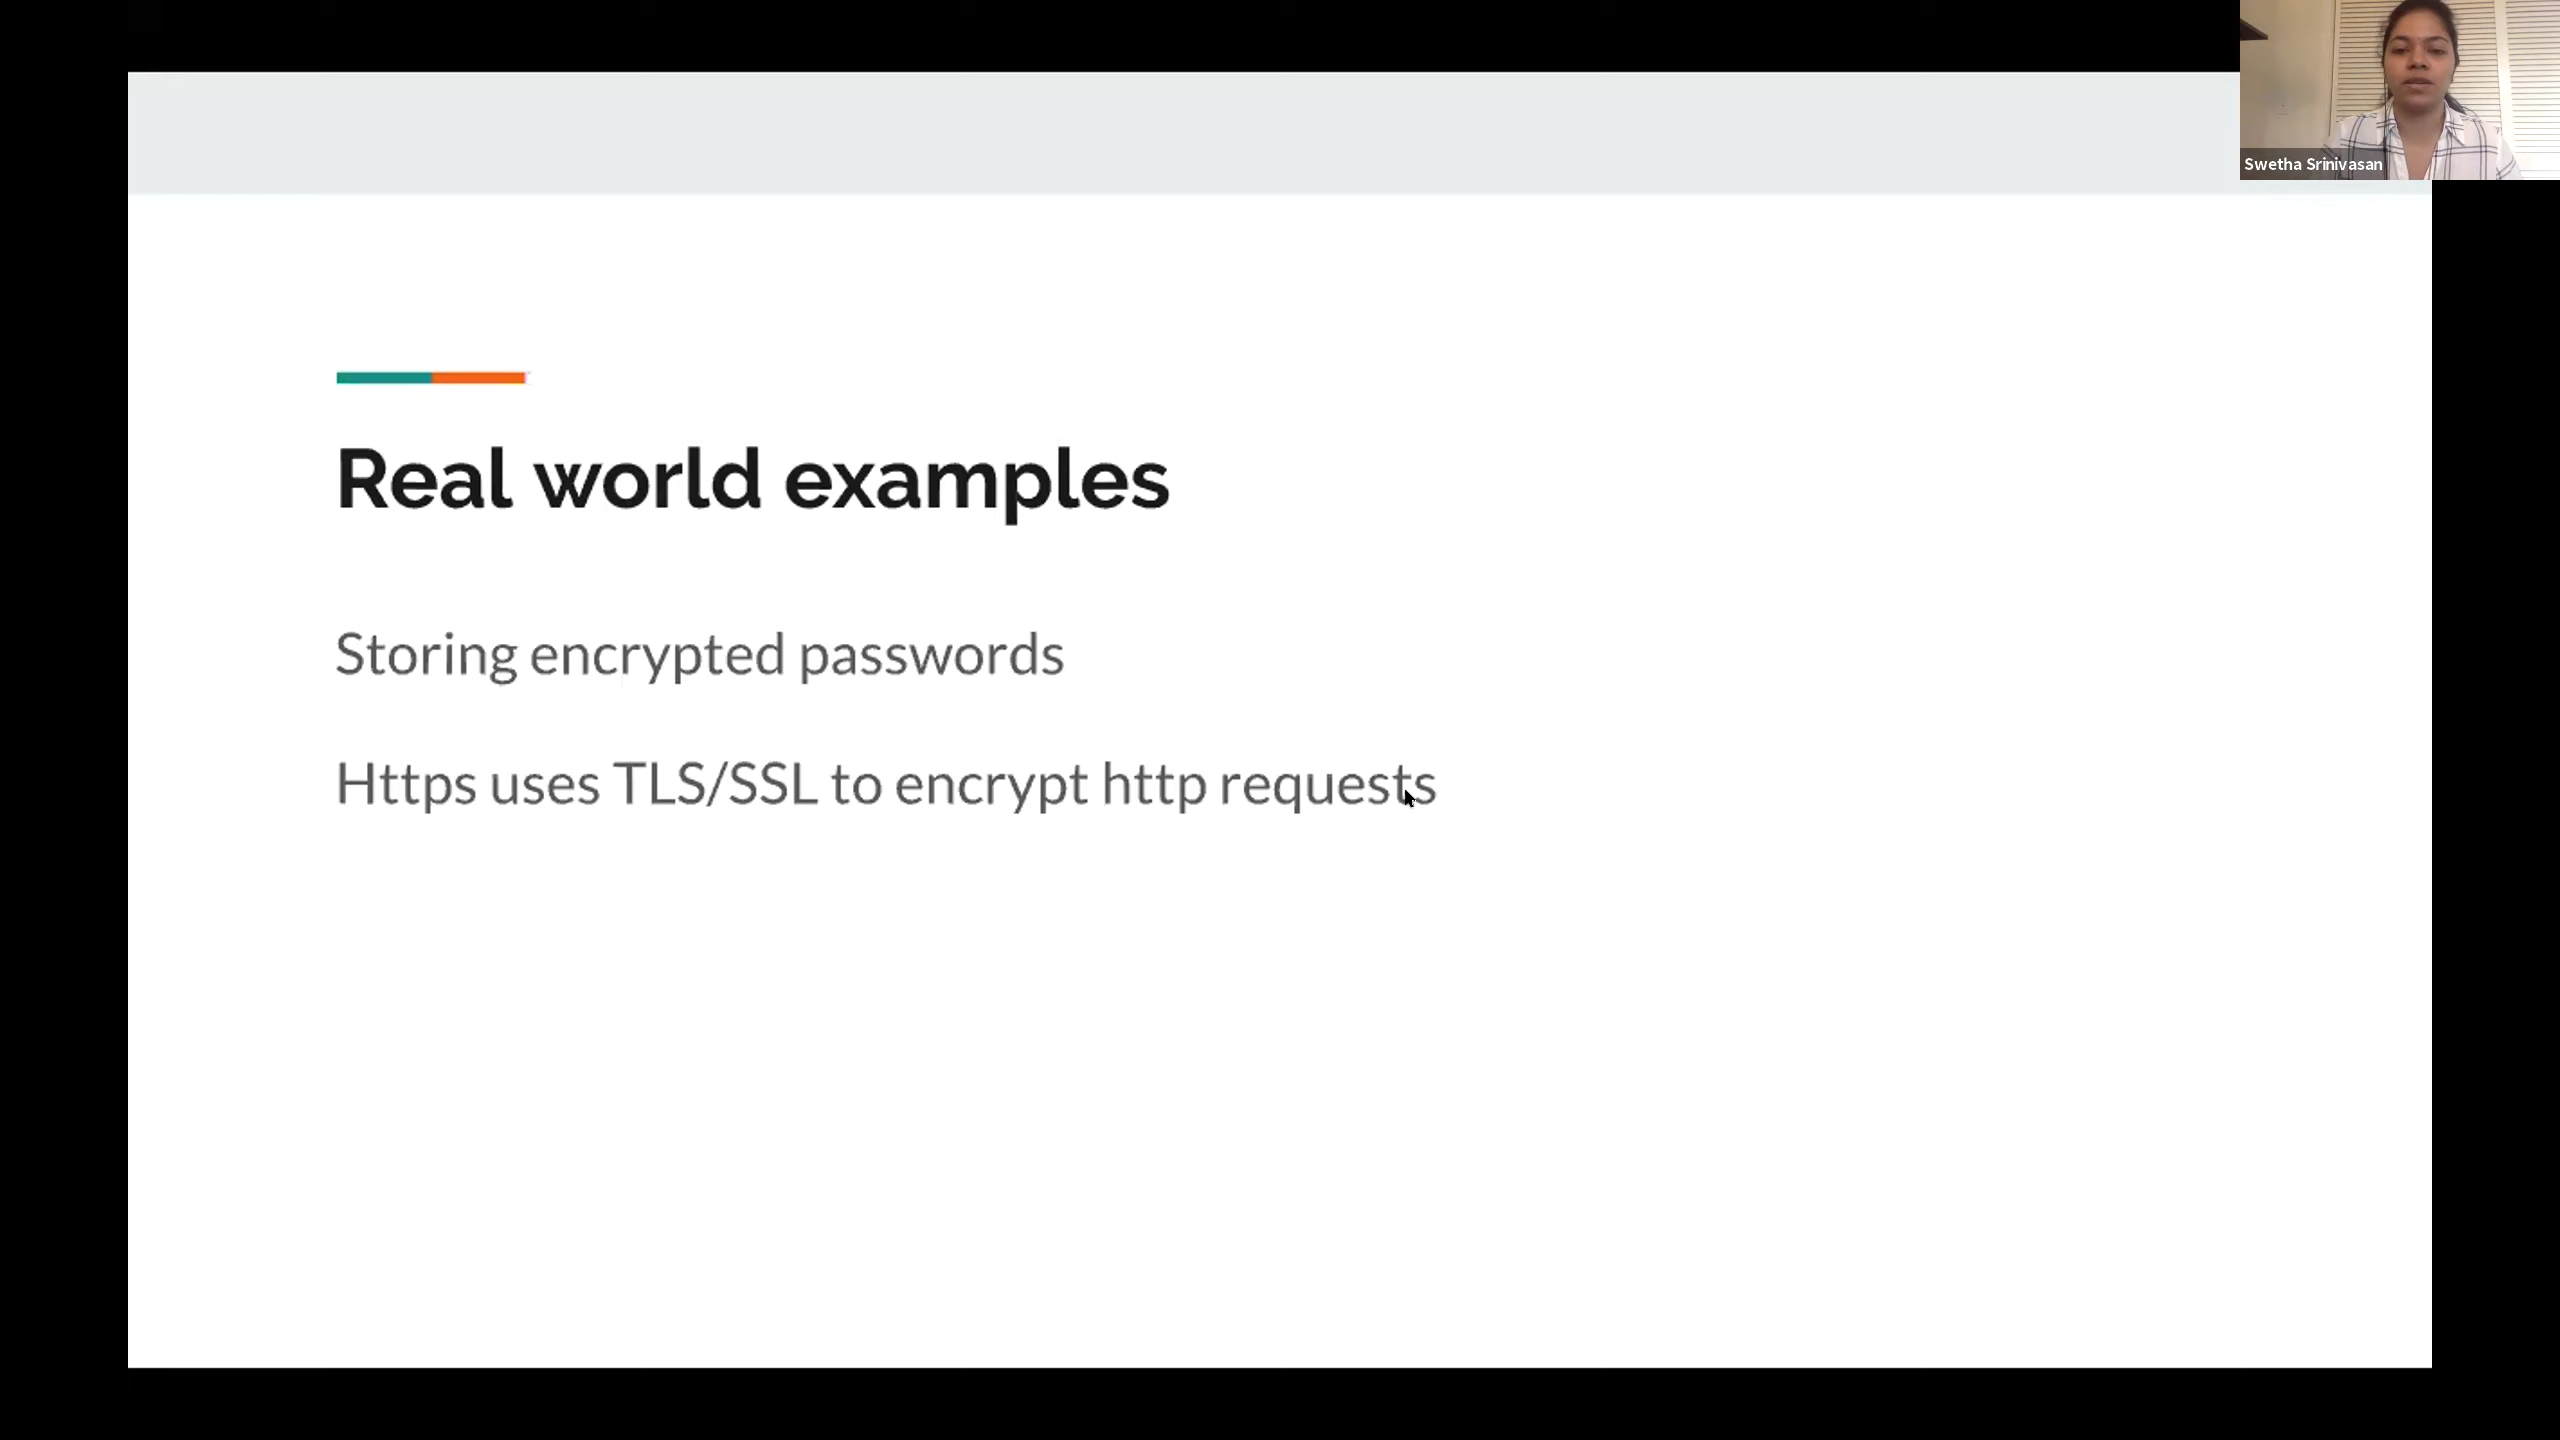 Swetha Srinivasan
Real world examples
Storing encrypted passwords
Https uses TLS/SSL to encrypt http requests